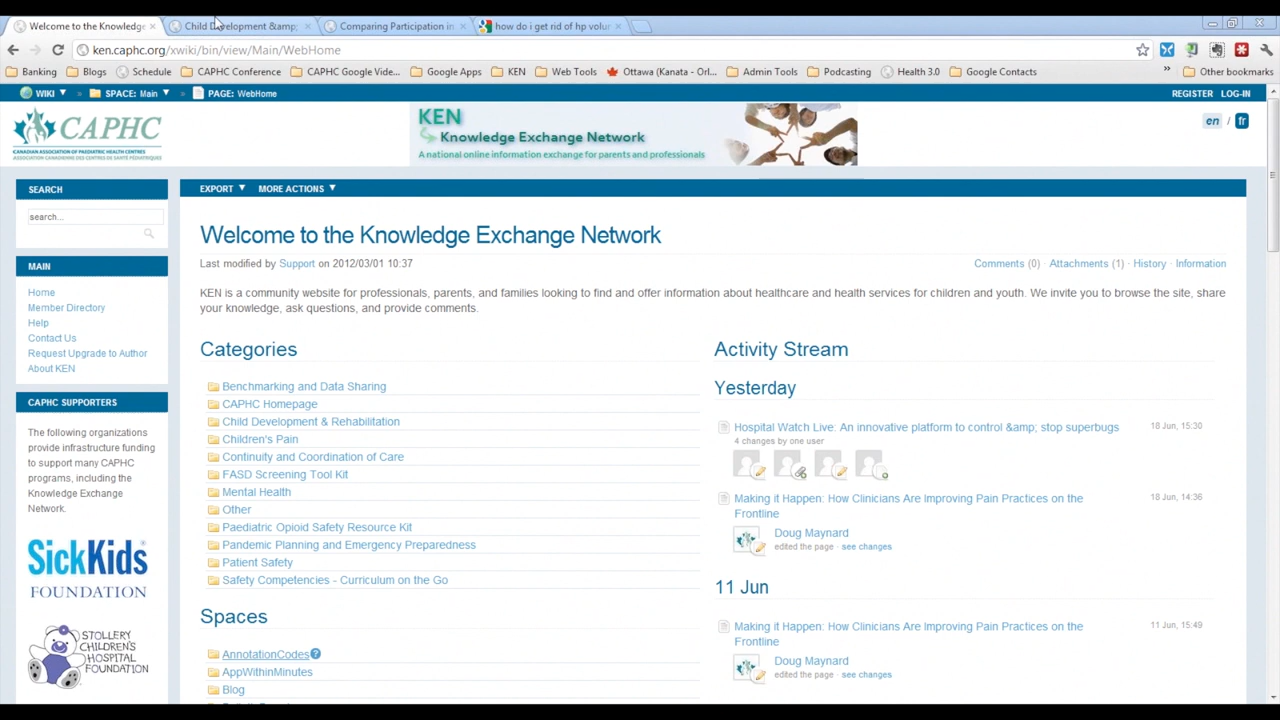 Welcome to the Knowledge
Child Development &amp;
Comparing Participation in
how do i get rid of hp volur
ken.caphc.org/xwiki/bin/view/Main/WebHome
Banking Blogs Schedule CAPHC Conference CAPHC Google Vide... Google Apps KEN Web Tools Ottawa (Kanata - Orl... Admin Tools Podcasting Health 3.0 Google Contacts » Other bookmarks
WIKI » SPACE: Main » PAGE: WebHome REGISTER LOG-IN
CAPHC
CANADIAN ASSOCIATION OF PAEDIATRIC HEALTH CENTRES
ASSOCIATION CANADIENNE DES CENTRES DE SANTÉ PÉDIATRIQUES
KEN
Knowledge Exchange Network
A national online information exchange for parents and professionals
en / fr
SEARCH
search...
MAIN
Home
Member Directory
Help
Contact Us
Request Upgrade to Author
About KEN
CAPHC SUPPORTERS
The following organizations
provide infrastructure funding
to support many CAPHC
programs, including the
Knowledge Exchange
Network.
SickKids
FOUNDATION
STOLLERY
CHILDREN'S
HOSPITAL
FOUNDATION
EXPORT MORE ACTIONS
Welcome to the Knowledge Exchange Network
Last modified by Support on 2012/03/01 10:37
Comments (0) · Attachments (1) · History · Information
KEN is a community website for professionals, parents, and families looking to find and offer information about healthcare and health services for children and youth. We invite you to browse the site, share
your knowledge, ask questions, and provide comments.
Categories
Benchmarking and Data Sharing
CAPHC Homepage
Child Development & Rehabilitation
Children's Pain
Continuity and Coordination of Care
FASD Screening Tool Kit
Mental Health
Other
Paediatric Opioid Safety Resource Kit
Pandemic Planning and Emergency Preparedness
Patient Safety
Safety Competencies - Curriculum on the Go
Spaces
AnnotationCodes
AppWithinMinutes
Blog
Activity Stream
Yesterday
Hospital Watch Live: An innovative platform to control &amp; stop superbugs 18 Jun, 15:30
4 changes by one user
Making it Happen: How Clinicians Are Improving Pain Practices on the 18 Jun, 14:36
Frontline
Doug Maynard
edited the page · see changes
11 Jun
Making it Happen: How Clinicians Are Improving Pain Practices on the 11 Jun, 15:49
Frontline
Doug Maynard
edited the page · see changes